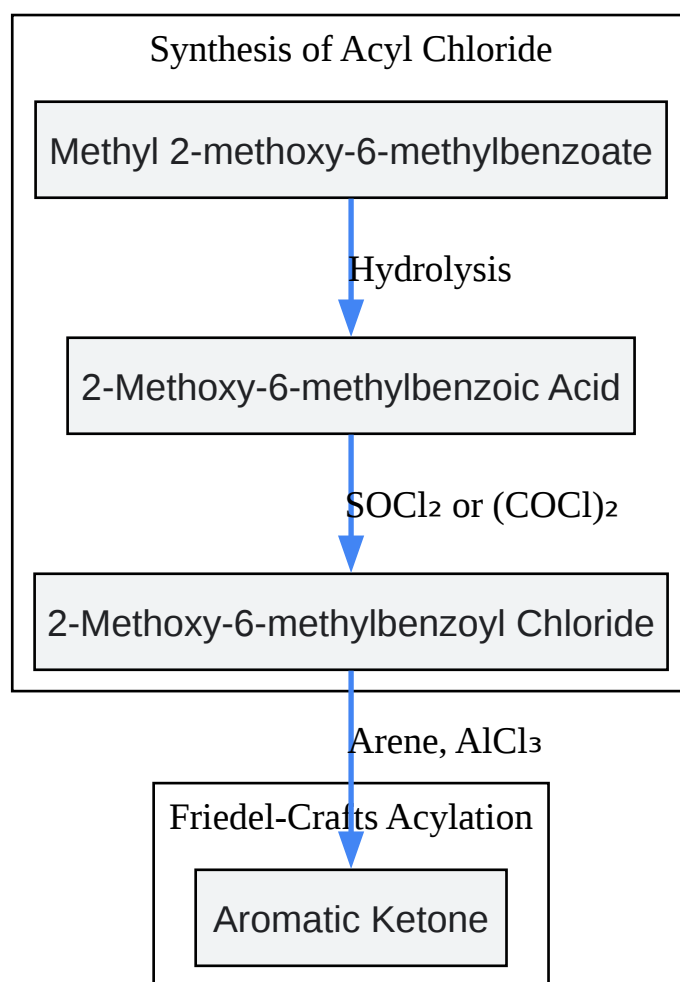 Synthesis of Acyl Chloride
Methyl 2-methoxy-6-methylbenzoate
Hydrolysis
2-Methoxy-6-methylbenzoic Acid
SOCl₂ or (COCl)₂
2-Methoxy-6-methylbenzoyl Chloride
Arene, AlCl₃
Friedel-Crafts Acylation
Aromatic Ketone